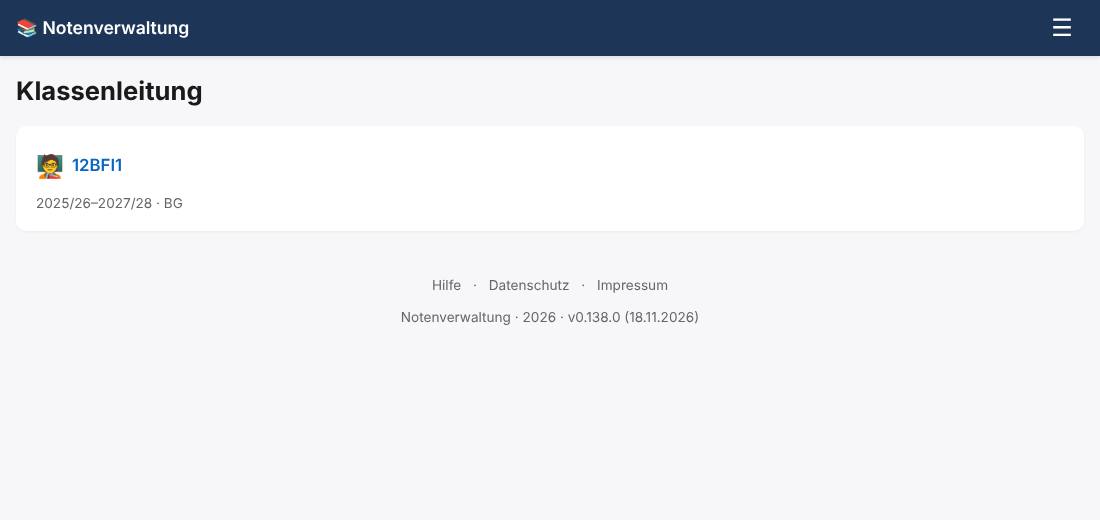 Notenverwaltung
Klassenleitung
12BFI1
2025/26–2027/28 · BG
Hilfe · Datenschutz · Impressum
Notenverwaltung · 2026 · v0.138.0 (18.11.2026)